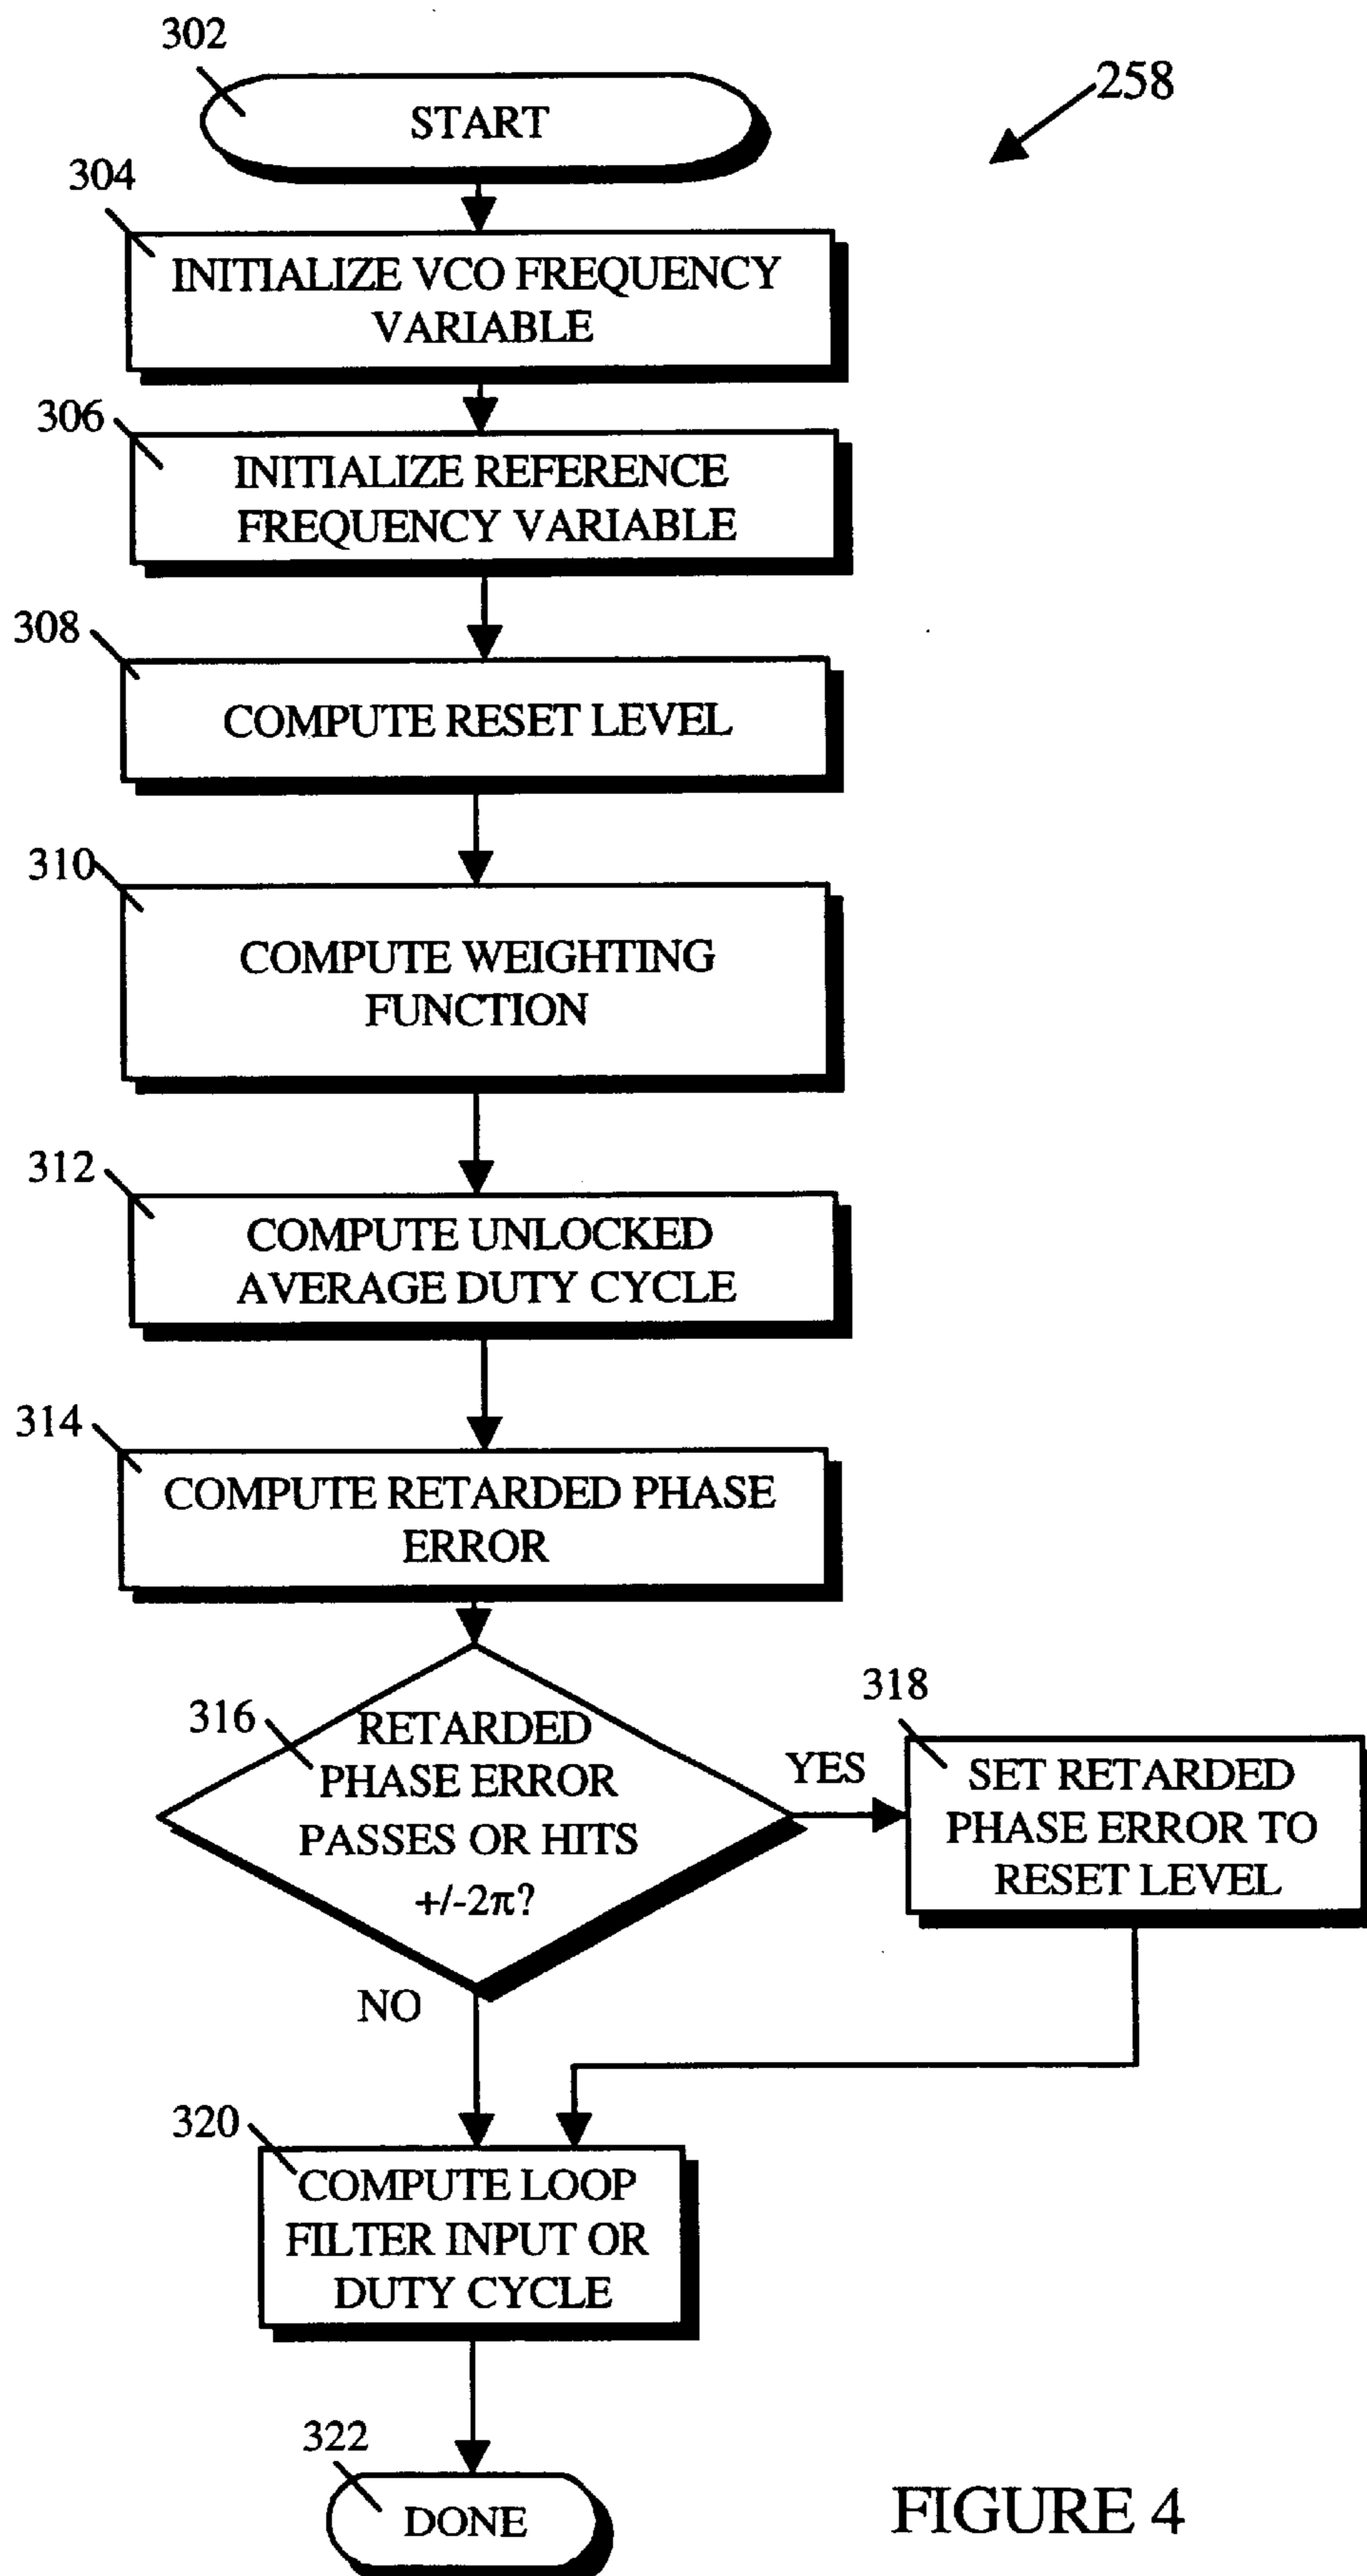 302
258
START
304
INITIALIZE VCO FREQUENCY
VARIABLE
306
INITIALIZE REFERENCE
FREQUENCY VARIABLE
308
COMPUTE RESET LEVEL
310
COMPUTE WEIGHTING
FUNCTION
312
COMPUTE UNLOCKED
AVERAGE DUTY CYCLE
314
COMPUTE RETARDED PHASE
ERROR
316
RETARDED
PHASE ERROR
PASSES OR HITS
+/-2π?
YES
318
SET RETARDED
PHASE ERROR TO
RESET LEVEL
NO
320
COMPUTE LOOP
FILTER INPUT OR
DUTY CYCLE
322
DONE
FIGURE 4